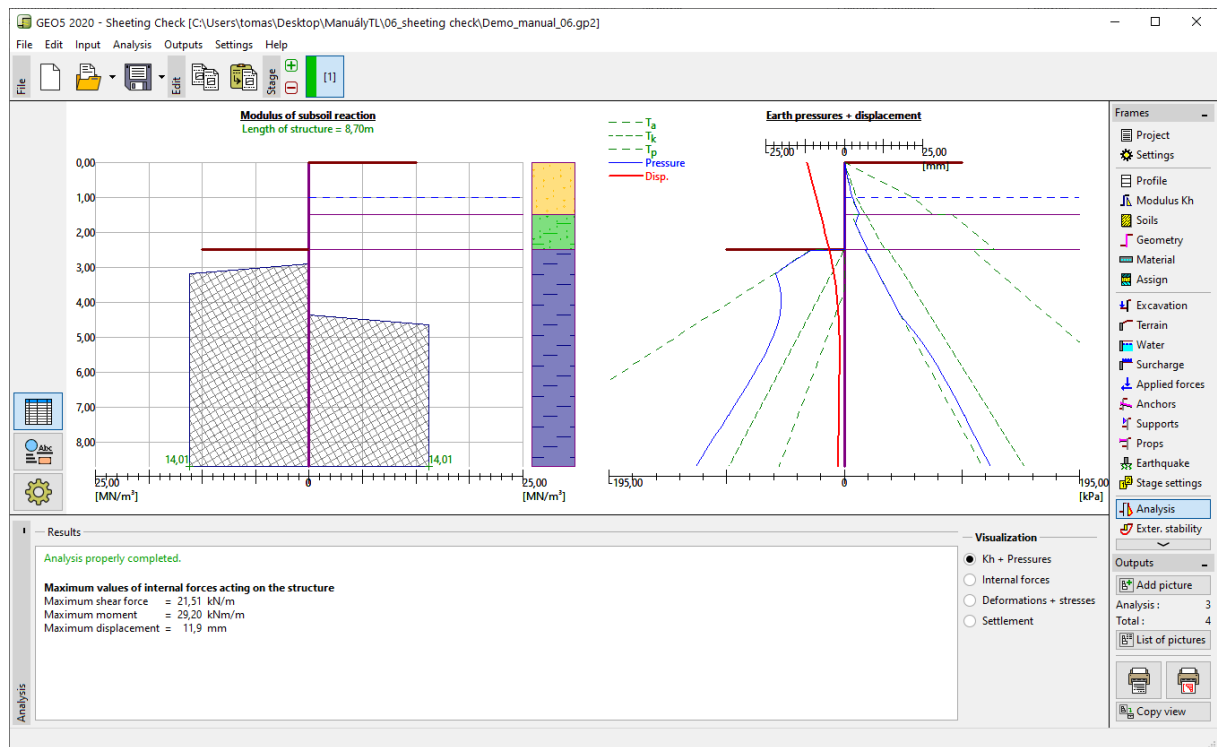 GEO5 2020 - Sheeting Check [C:\Users\tomas\Desktop\ManuályTL\06_sheeting check\Demo_manual_06.gp2]
File Edit Input Analysis Outputs Settings Help
File
Edit
Stage
[1]
Modulus of subsoil reaction
Length of structure = 8,70m
0,00
1,00
2,00
3,00
4,00
5,00
6,00
7,00
8,00
14,01 14,01
25,00 0 25,00
[MN/m³] [MN/m³]
Earth pressures + displacement
Ta
Tk
Tp
Pressure
Disp.
-25,00 0 25,00
[mm]
-195,00 0 195,00
[kPa]
Frames
Project
Settings
Profile
Modulus Kh
Soils
Geometry
Material
Assign
Excavation
Terrain
Water
Surcharge
Applied forces
Anchors
Supports
Props
Earthquake
Stage settings
Analysis
Exter. stability
Outputs
Add picture
Analysis : 3
Total : 4
List of pictures
Copy view
Abc
Analysis
Results
Analysis properly completed.
Maximum values of internal forces acting on the structure
Maximum shear force = 21,51 kN/m
Maximum moment = 29,20 kNm/m
Maximum displacement = 11,9 mm
Visualization
Kh + Pressures
Internal forces
Deformations + stresses
Settlement